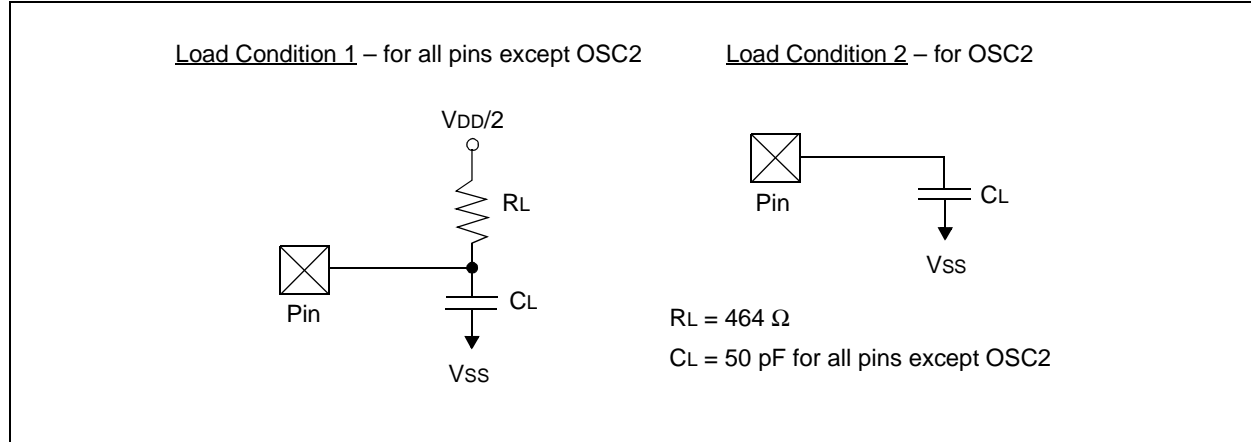 Load Condition 1 – for all pins except OSC2
VDD/2
RL
Pin
CL
VSS
Load Condition 2 – for OSC2
Pin
CL
VSS
RL = 464 Ω
CL = 50 pF for all pins except OSC2